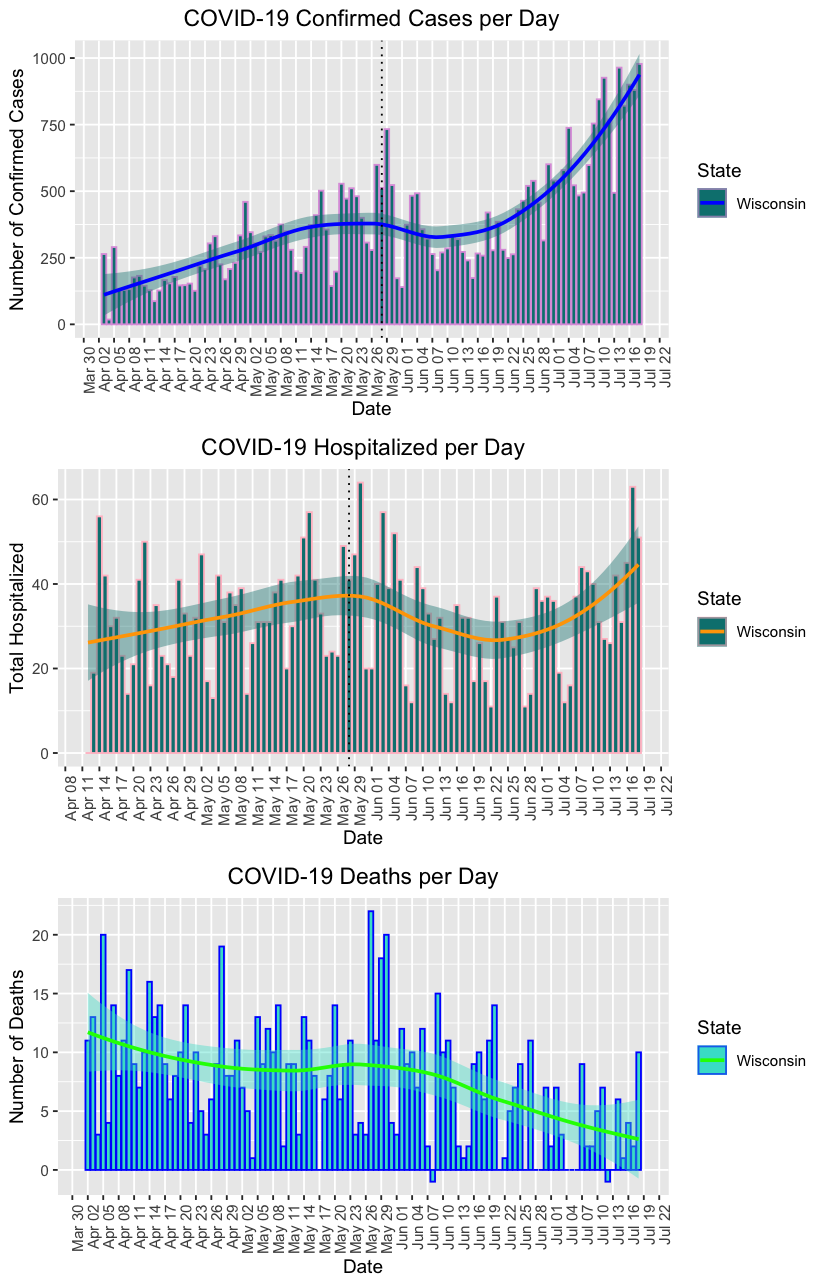 COVID-19 Confirmed Cases per Day
Number of Confirmed Cases
1000
750
500
250
0
Mar 30 Apr 02 Apr 05 Apr 08 Apr 11 Apr 14 Apr 17 Apr 20 Apr 23 Apr 26 Apr 29 May 02 May 05 May 08 May 11 May 14 May 17 May 20 May 23 May 26 May 29 Jun 01 Jun 04 Jun 07 Jun 10 Jun 13 Jun 16 Jun 19 Jun 22 Jun 25 Jun 28 Jul 01 Jul 04 Jul 07 Jul 10 Jul 13 Jul 16 Jul 19 Jul 22
Date
State
Wisconsin
COVID-19 Hospitalized per Day
Total Hospitalized
60
40
20
0
Apr 08 Apr 11 Apr 14 Apr 17 Apr 20 Apr 23 Apr 26 Apr 29 May 02 May 05 May 08 May 11 May 14 May 17 May 20 May 23 May 26 May 29 Jun 01 Jun 04 Jun 07 Jun 10 Jun 13 Jun 16 Jun 19 Jun 22 Jun 25 Jun 28 Jul 01 Jul 04 Jul 07 Jul 10 Jul 13 Jul 16 Jul 19 Jul 22
Date
State
Wisconsin
COVID-19 Deaths per Day
Number of Deaths
20
15
10
5
0
Mar 30 Apr 02 Apr 05 Apr 08 Apr 11 Apr 14 Apr 17 Apr 20 Apr 23 Apr 26 Apr 29 May 02 May 05 May 08 May 11 May 14 May 17 May 20 May 23 May 26 May 29 Jun 01 Jun 04 Jun 07 Jun 10 Jun 13 Jun 16 Jun 19 Jun 22 Jun 25 Jun 28 Jul 01 Jul 04 Jul 07 Jul 10 Jul 13 Jul 16 Jul 19 Jul 22
Date
State
Wisconsin